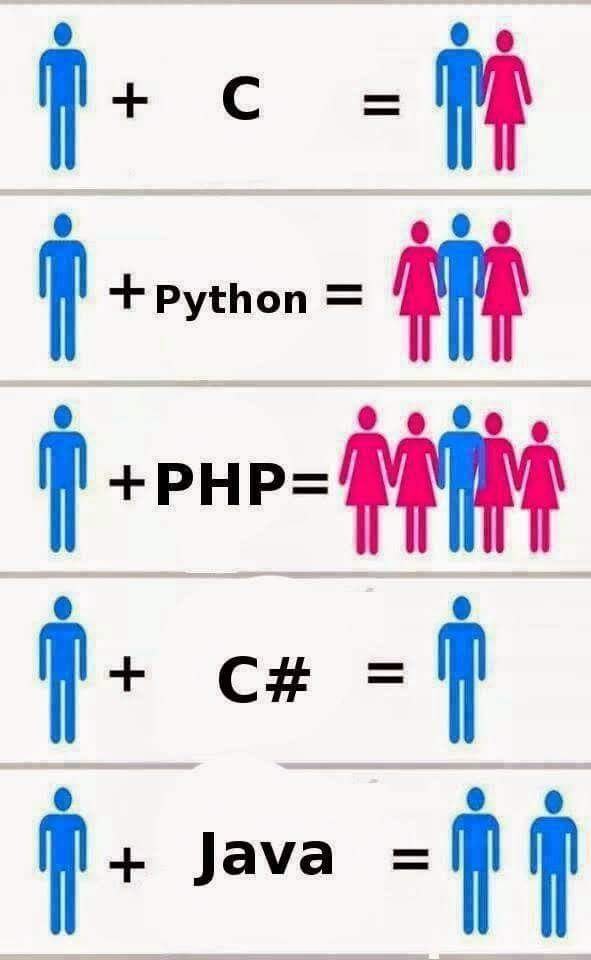 + C =
+ Python =
+ PHP =
+ C# =
+ Java =